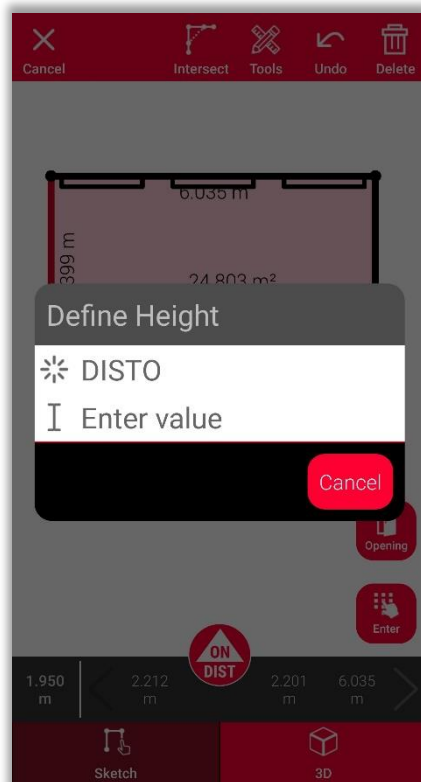 Cancel
Intersect
Tools
Undo
Delete
6.035 m
399 m
24.803 m²
Define Height
DISTO
Enter value
Cancel
Opening
Enter
ON
DIST
1.950
m
2.212
m
2.201
m
6.035
m
Sketch
3D